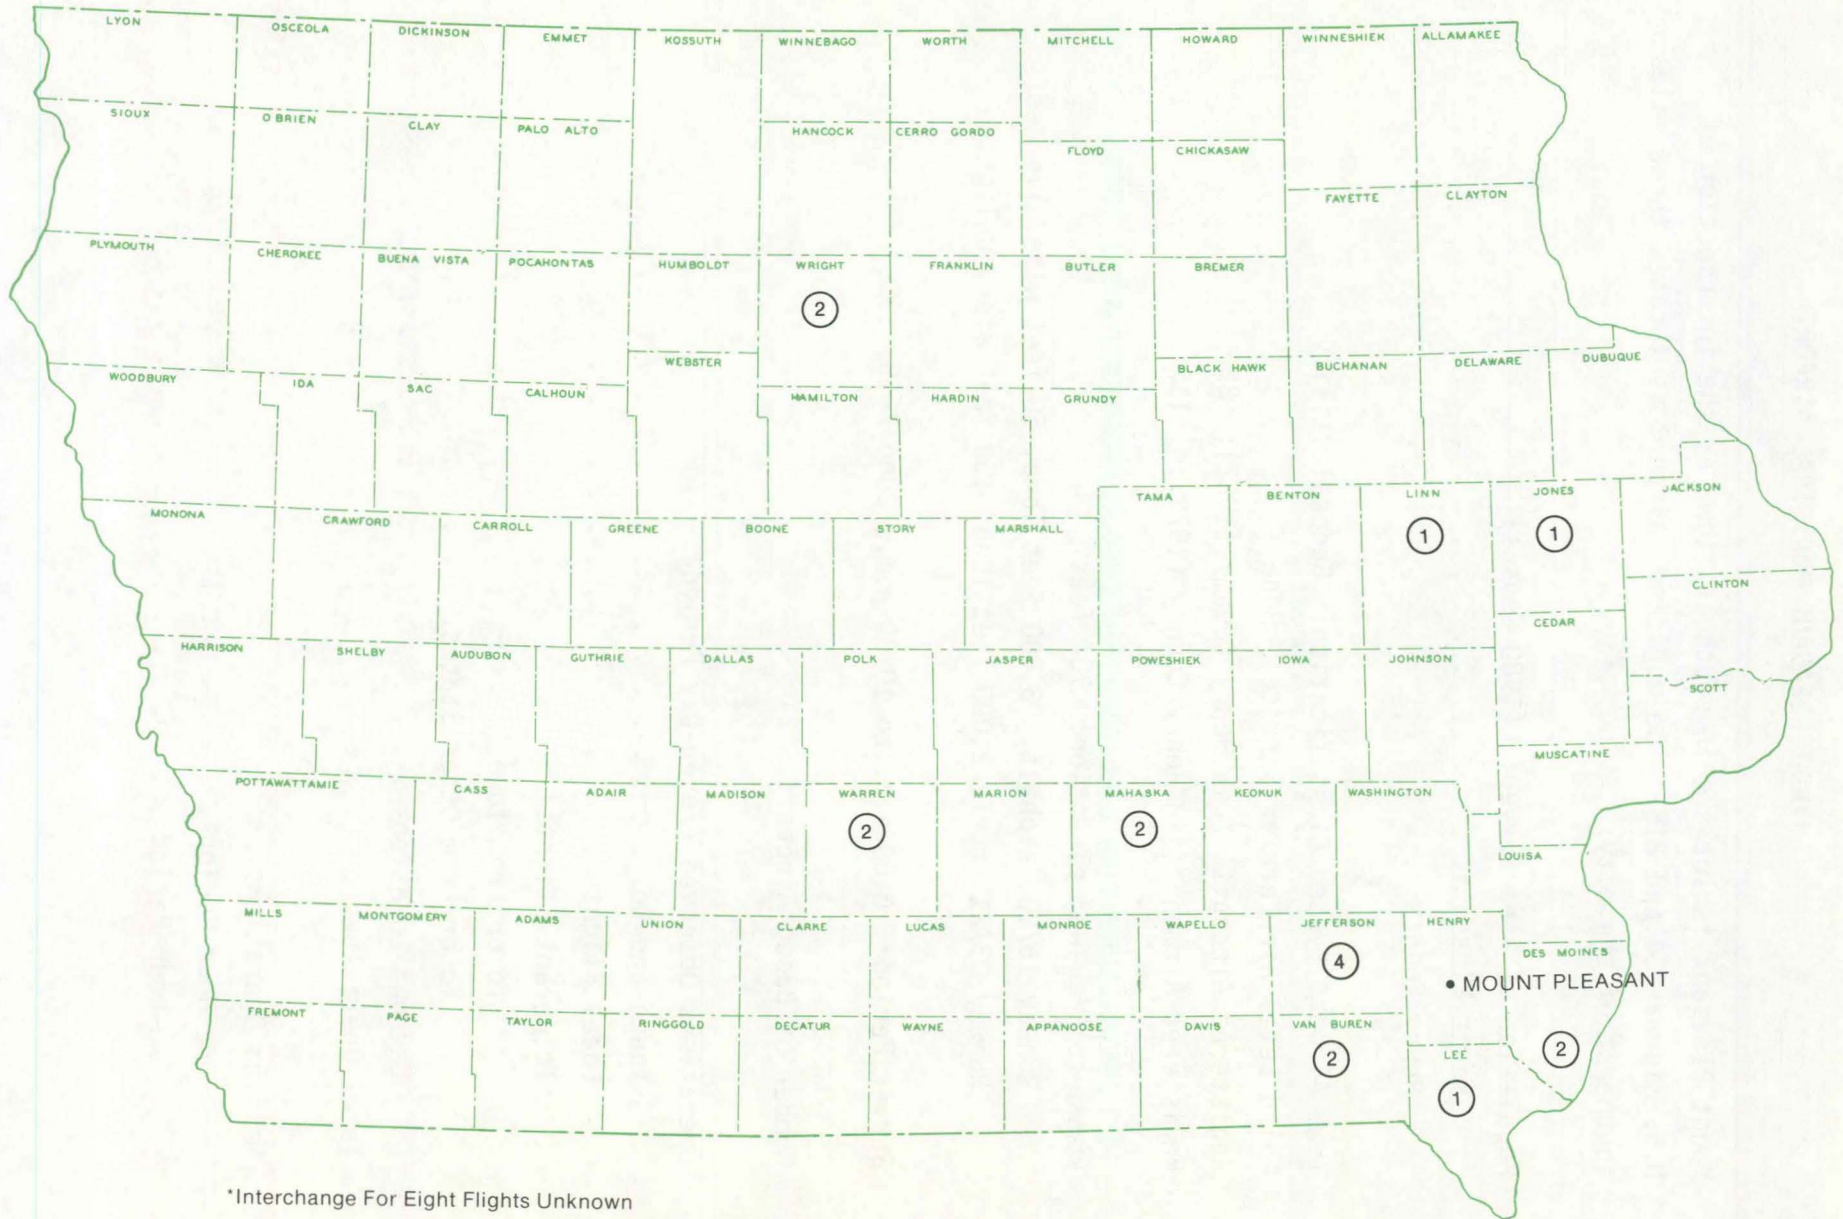 LYON OSCEOLA DICKINSON EMMET KOSSUTH WINNEBAGO WORTH MITCHELL HOWARD WINNESHIEK ALLAMAKEE
SIOUX O BRIEN CLAY PALO ALTO HANCOCK CERRO GORDO
FLOYD CHICKASAW
FAYETTE CLAYTON
PLYMOUTH CHEROKEE BUENA VISTA POCAHONTAS HUMBOLDT WRIGHT FRANKLIN BUTLER BREMER
2
WEBSTER BLACK HAWK BUCHANAN DELAWARE DUBUQUE
WOODBURY IDA SAC CALHOUN HAMILTON HARDIN GRUNDY
TAMA BENTON LINN JONES JACKSON
MONONA CRAWFORD CARROLL GREENE BOONE STORY MARSHALL
1 1
CLINTON
CEDAR
HARRISON SHELBY AUDUBON GUTHRIE DALLAS POLK JASPER POWESHIEK IOWA JOHNSON
SCOTT
MUSCATINE
POTTAWATTAMIE CASS ADAIR MADISON WARREN MARION MAHASKA KEOKUK WASHINGTON
2 2
LOUISA
MILLS MONTGOMERY ADAMS UNION CLARKE LUCAS MONROE WAPELLO JEFFERSON HENRY
DES MOINES
4
• MOUNT PLEASANT
FREMONT PAGE TAYLOR RINGGOLD DECATUR WAYNE APPANOOSE DAVIS VAN BUREN
LEE
2 2
1
*Interchange For Eight Flights Unknown